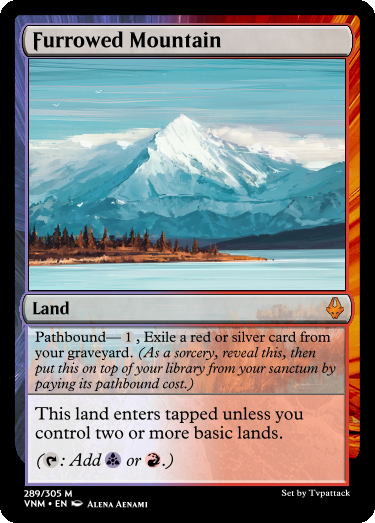 Furrowed Mountain
Land
Pathbound— 1 , Exile a red or silver card from
your graveyard. (As a sorcery, reveal this, then
put this on top of your library from your sanctum by
paying its pathbound cost.)
This land enters tapped unless you
control two or more basic lands.
( : Add or .)
289/305 M
VNM • EN Alena Aenami
Set by Tvpattack